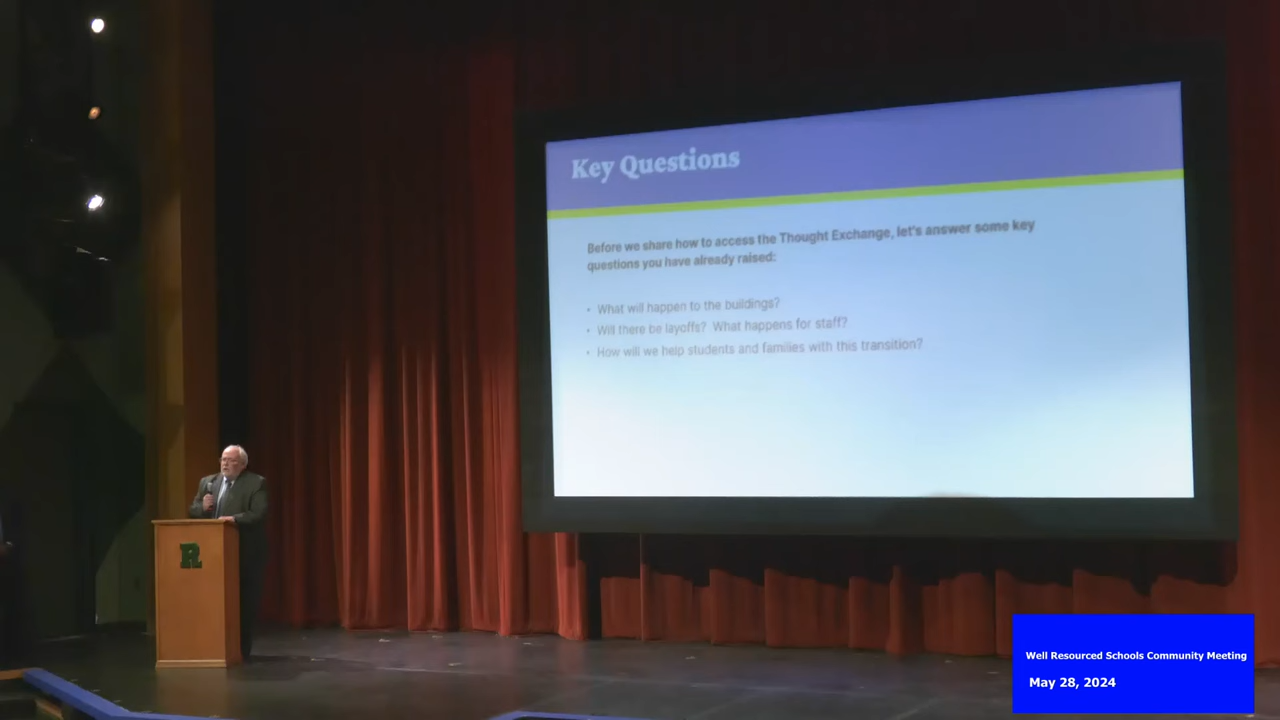 Key Questions
Before we share how to access the Thought Exchange, let's answer some key
questions you have already raised:
• What will happen to the buildings?
• Will there be layoffs? What happens for staff?
• How will we help students and families with this transition?
R
Well Resourced Schools Community Meeting
May 28, 2024